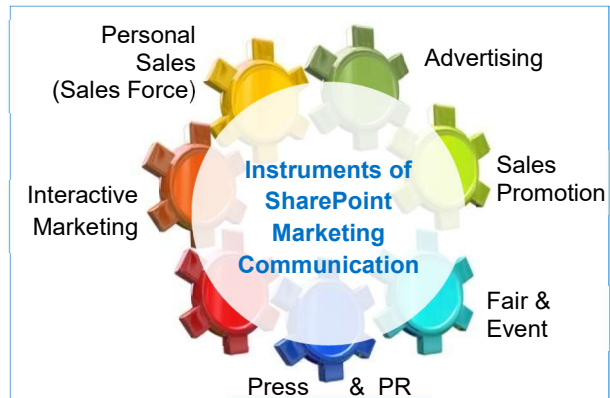 Personal
Sales
(Sales Force)
Advertising
Instruments of
SharePoint
Marketing
Communication
Sales
Promotion
Interactive
Marketing
Fair &
Event
Press & PR